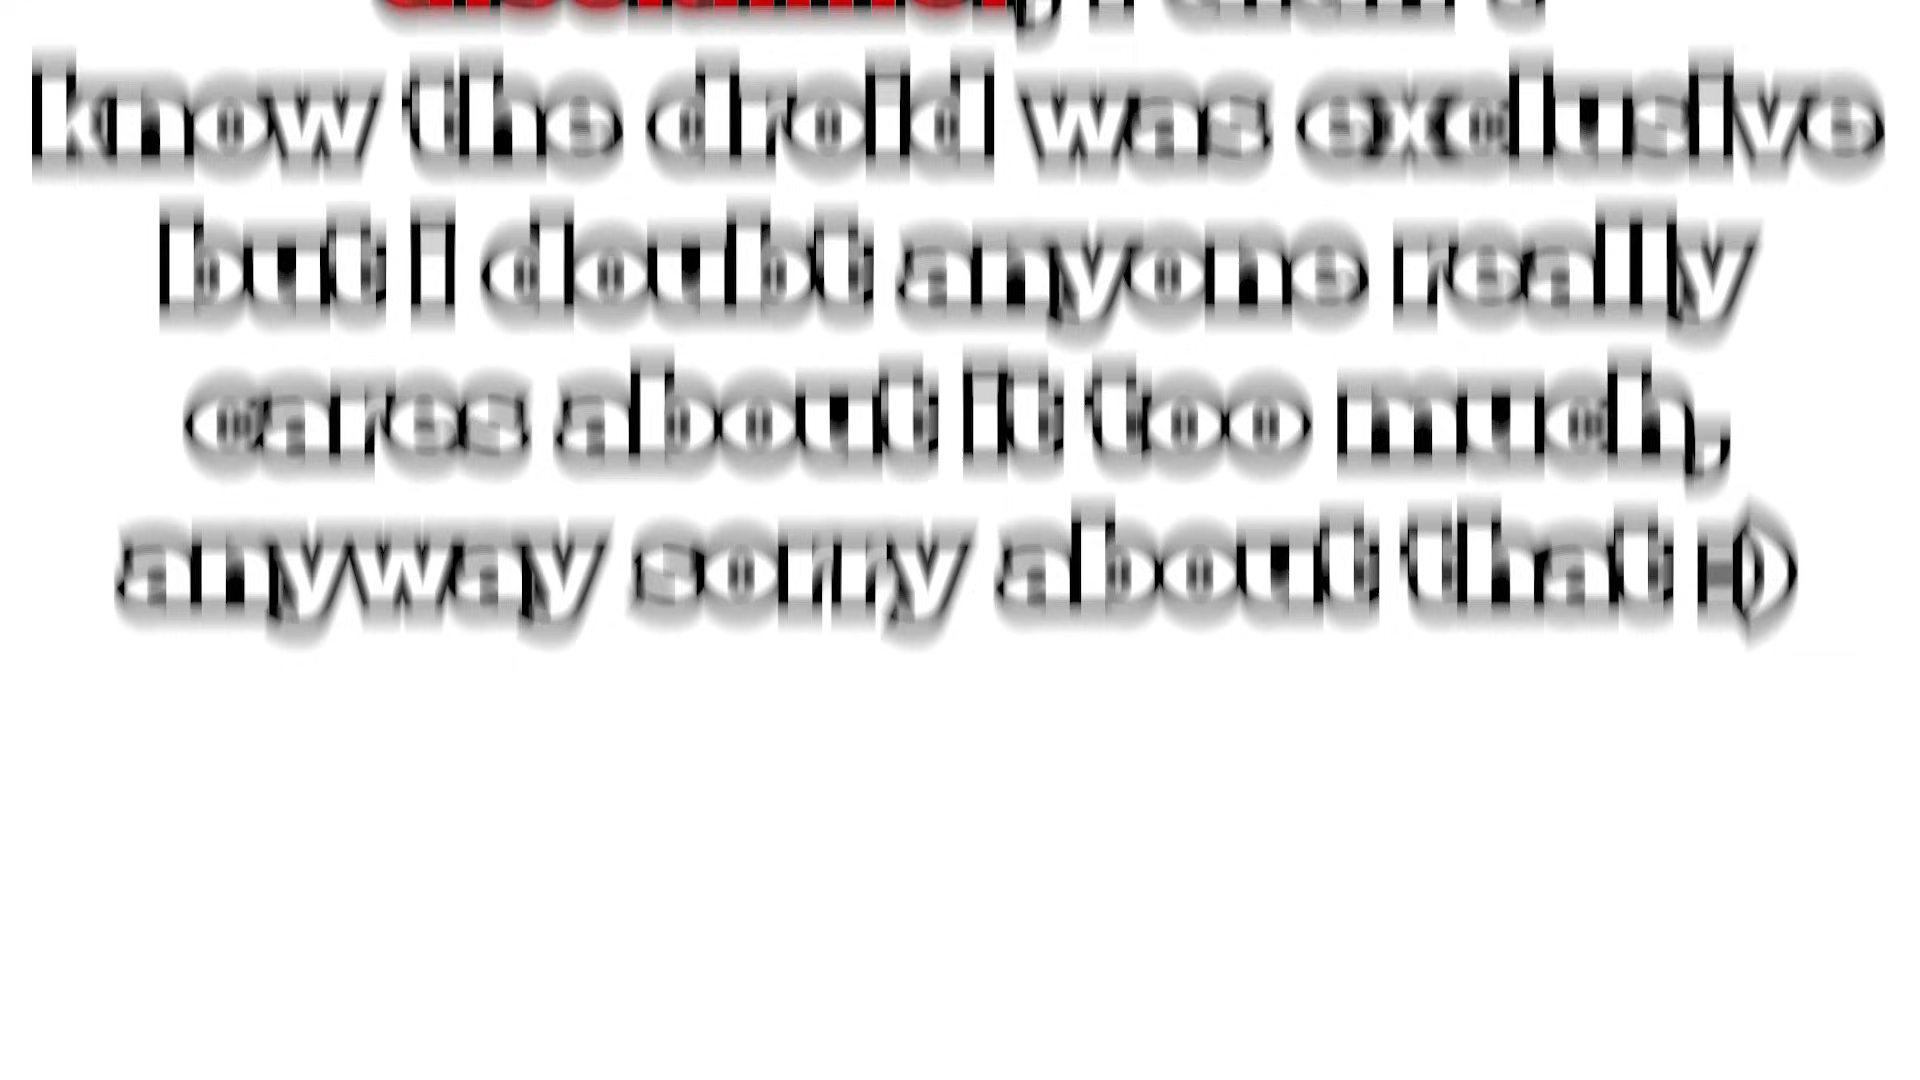 know the droid was exclusive
but i doubt anyone really
cares about it too much,
anyway sorry about that =)